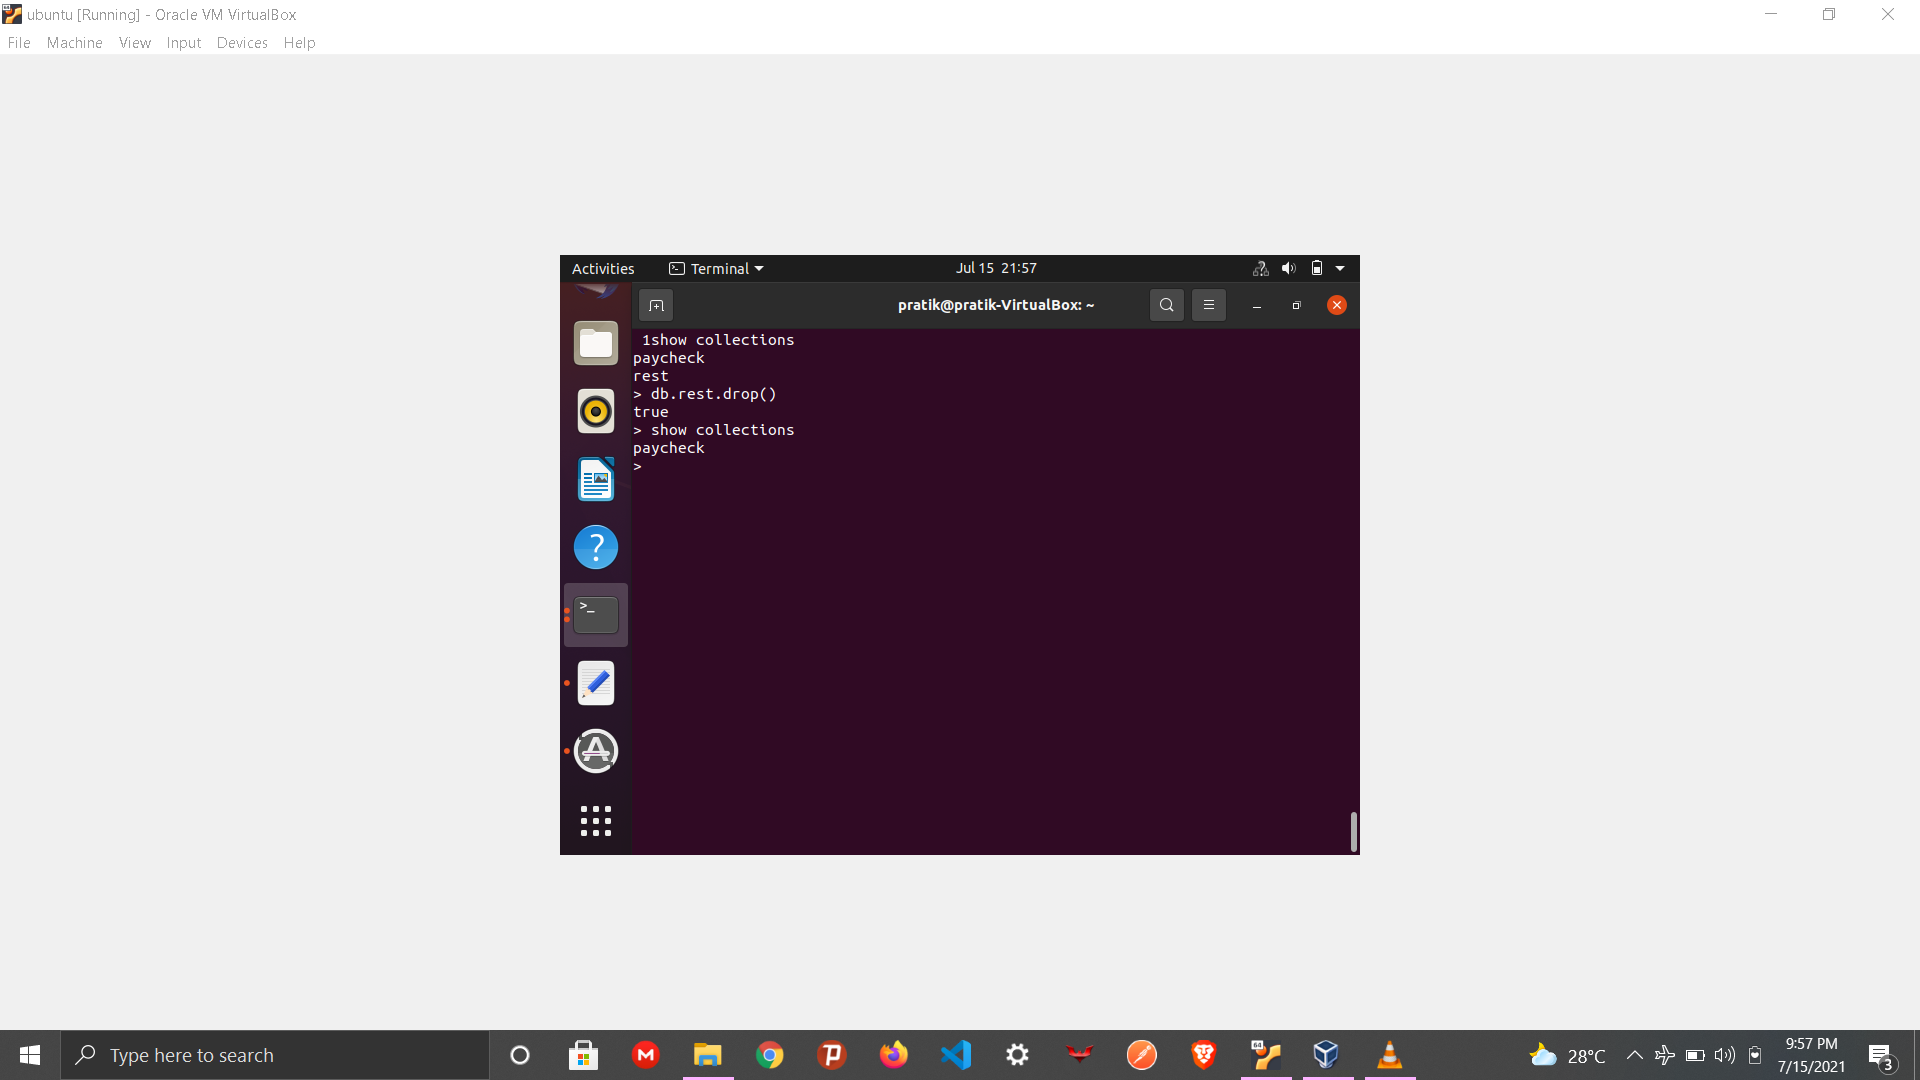 ubuntu [Running] - Oracle VM VirtualBox
File Machine View Input Devices Help
Activities Terminal Jul 15 21:57
pratik@pratik-VirtualBox: ~
1show collections
paycheck
rest
> db.rest.drop()
true
> show collections
paycheck
>
Type here to search
28°C
9:57 PM
7/15/2021
3